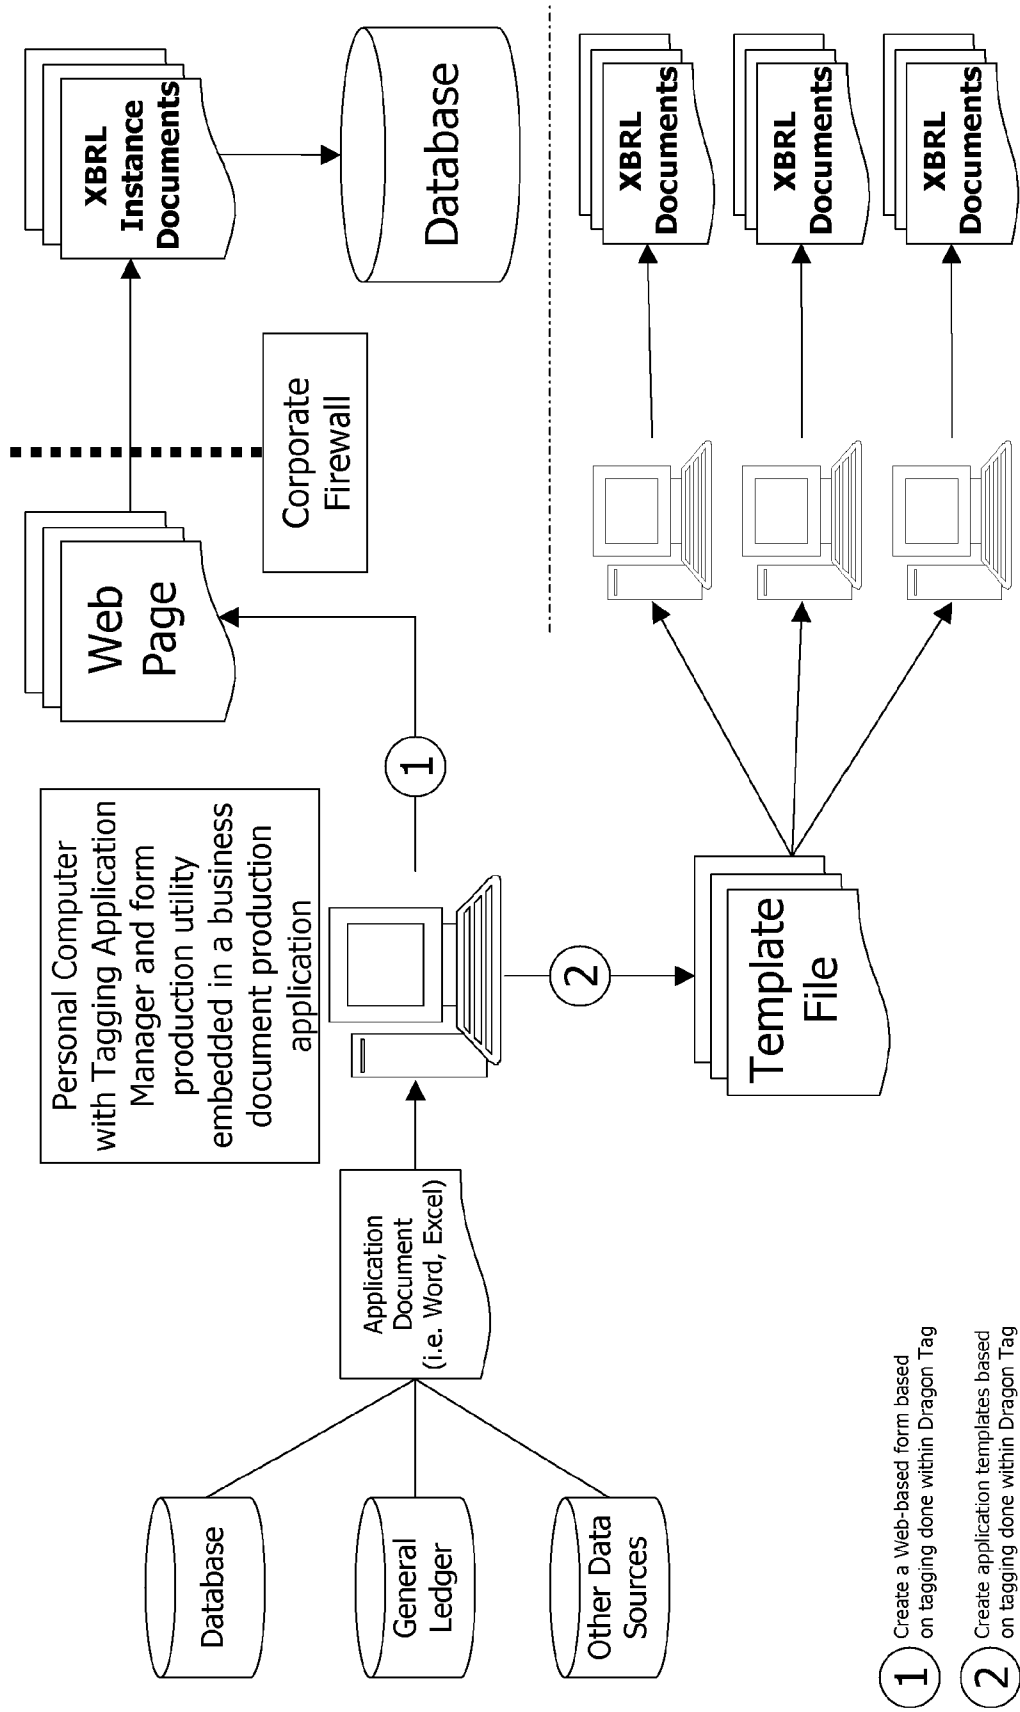 Database
General
Ledger
Other Data
Sources
Application
Document
(i.e. Word, Excel)
Personal Computer
with Tagging Application
Manager and form
production utility
embedded in a business
document production
application
1
2
Web
Page
Corporate
Firewall
XBRL
Instance
Documents
Database
Template
File
XBRL
Documents
XBRL
Documents
XBRL
Documents
1
Create a Web-based form based
on tagging done within Dragon Tag
2
Create application templates based
on tagging done within Dragon Tag